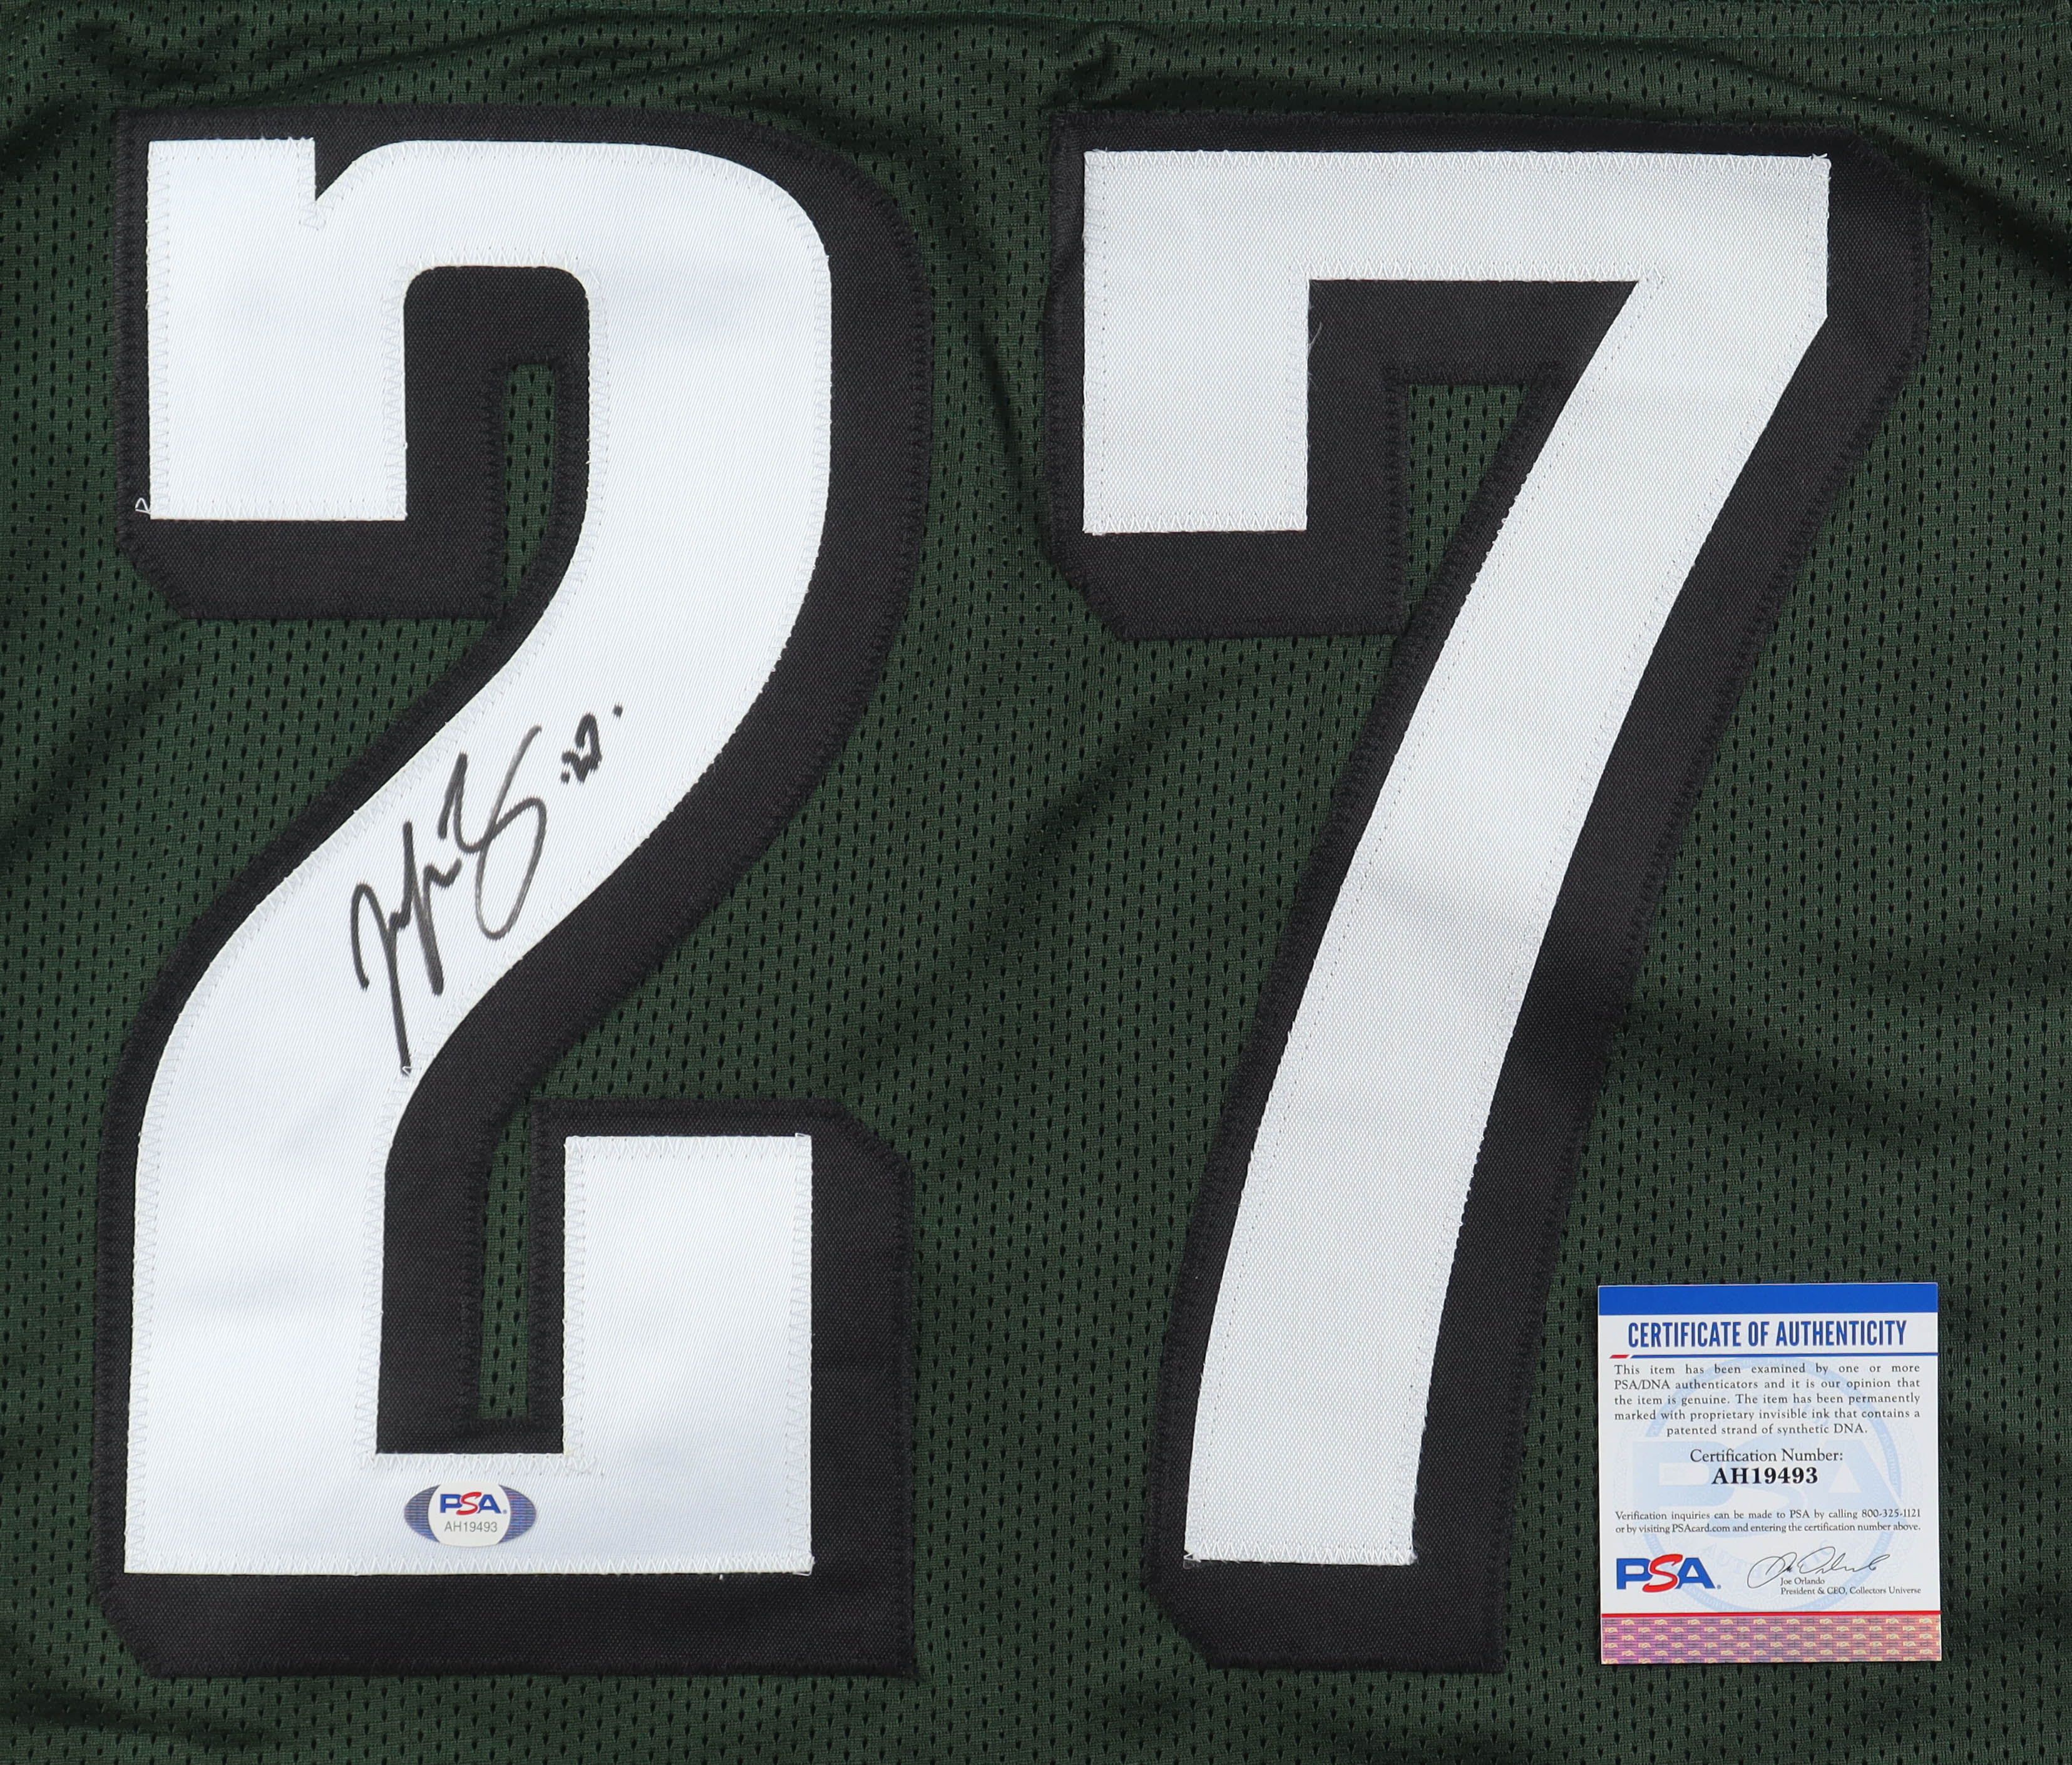 27
27.
PSA
AH19493
CERTIFICATE OF AUTHENTICITY
This item has been examined by one or more
PSA/DNA authenticators and it is our opinion that
the item is genuine. The item has been permanently
marked with proprietary invisible ink that contains a
patented strand of synthetic DNA.
Certification Number:
AH19493
Verification inquiries can be made to PSA by calling 800-325-1121
or by visiting PSAcard.com and entering the certification number above.
PSA
Joe Orlando
President & CEO, Collectors Universe